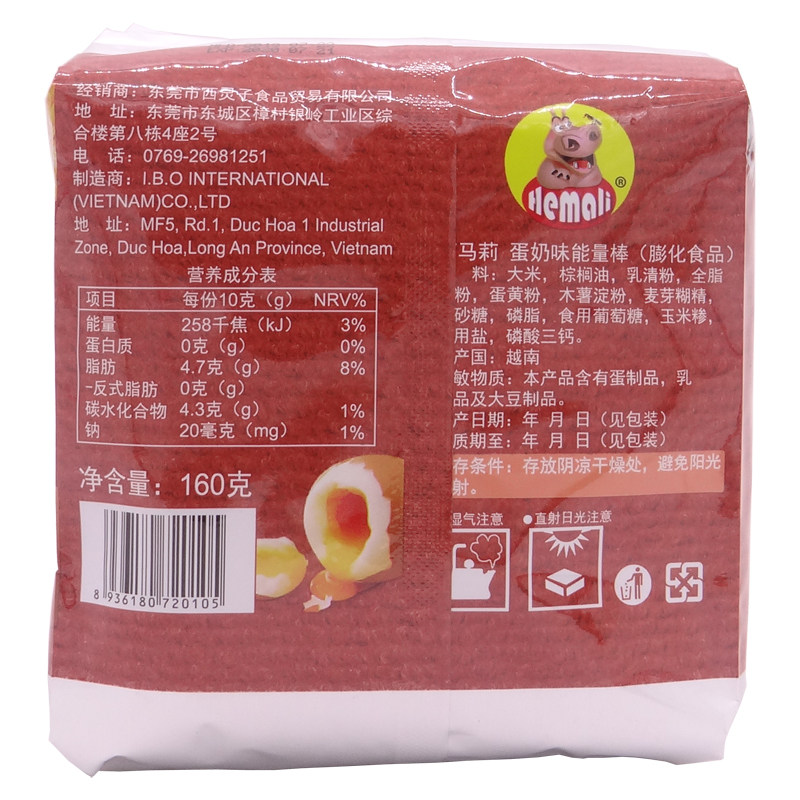 经销商：东莞市西贝子食品贸易有限公司
地 址：东莞市东城区樟村银岭工业区综
合楼第八栋4座2号
电 话：0769-26981251
制造商：I.B.O INTERNATIONAL
(VIETNAM)CO.,LTD
地 址：MF5, Rd.1, Duc Hoa 1 Industrial
Zone, Duc Hoa,Long An Province, Vietnam
营养成分表
项目 每份10克（g） NRV%
能量 258千焦（kJ） 3%
蛋白质 0克（g） 0%
脂肪 4.7克（g） 8%
-反式脂肪 0克（g）
碳水化合物 4.3克（g） 1%
钠 20毫克（mg） 1%
净含量：160克
8 936180 720105
Hemali®
马莉 蛋奶味能量棒（膨化食品）
料：大米，棕榈油，乳清粉，全脂
粉，蛋黄粉，木薯淀粉，麦芽糊精，
砂糖，磷脂，食用葡萄糖，玉米糁，
用盐，磷酸三钙。
产国：越南
敏物质：本产品含有蛋制品，乳
品及大豆制品。
产日期：年 月 日（见包装）
质期至：年 月 日（见包装）
存条件：存放阴凉干燥处，避免阳光
射。
湿气注意 ●直射日光注意